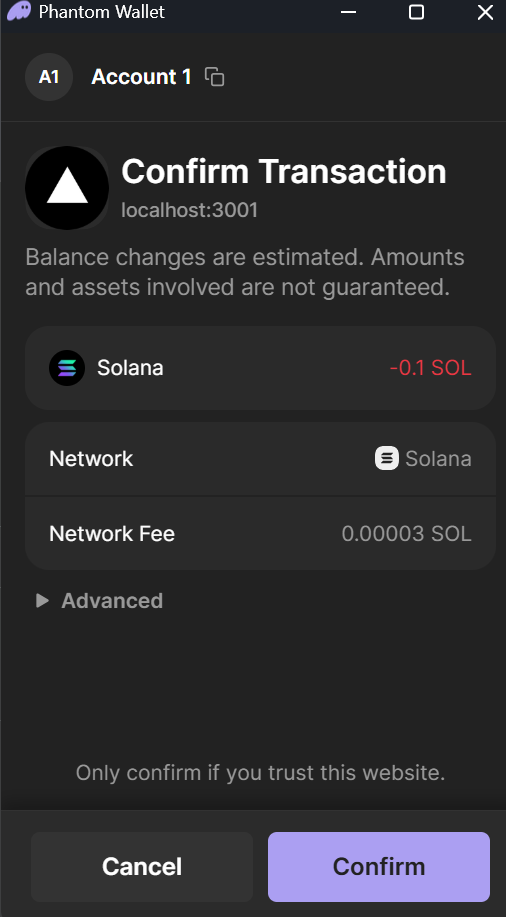 Phantom Wallet
A1 Account 1
Confirm Transaction
localhost:3001
Balance changes are estimated. Amounts
and assets involved are not guaranteed.
Solana -0.1 SOL
Network Solana
Network Fee 0.00003 SOL
Advanced
Only confirm if you trust this website.
Cancel Confirm